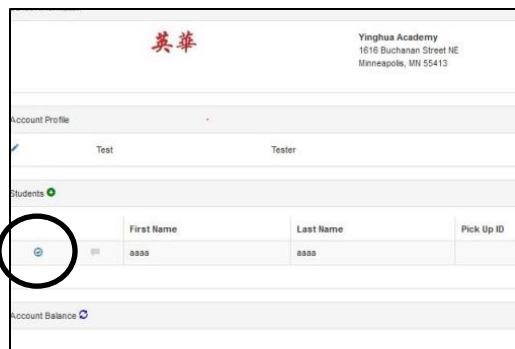 英華
Yinghua Academy
1616 Buchanan Street NE
Minneapolis, MN 55413
Account Profile
Test Tester
Students
First Name Last Name Pick Up ID
aaaa aaaa
Account Balance